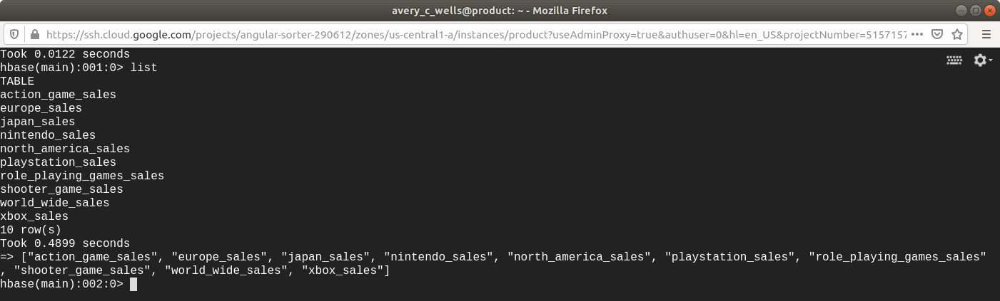 avery_c_wells@product: ~ - Mozilla Firefox
https://ssh.cloud.google.com/projects/angular-sorter-290612/zones/us-central1-a/instances/product?useAdminProxy=true&authuser=0&hl=en_US&projectNumber=5157157
Took 0.0122 seconds
hbase(main):001:0> list
TABLE
action_game_sales
europe_sales
japan_sales
nintendo_sales
north_america_sales
playstation_sales
role_playing_games_sales
shooter_game_sales
world_wide_sales
xbox_sales
10 row(s)
Took 0.4899 seconds
=> ["action_game_sales", "europe_sales", "japan_sales", "nintendo_sales", "north_america_sales", "playstation_sales", "role_playing_games_sales"
, "shooter_game_sales", "world_wide_sales", "xbox_sales"]
hbase(main):002:0>